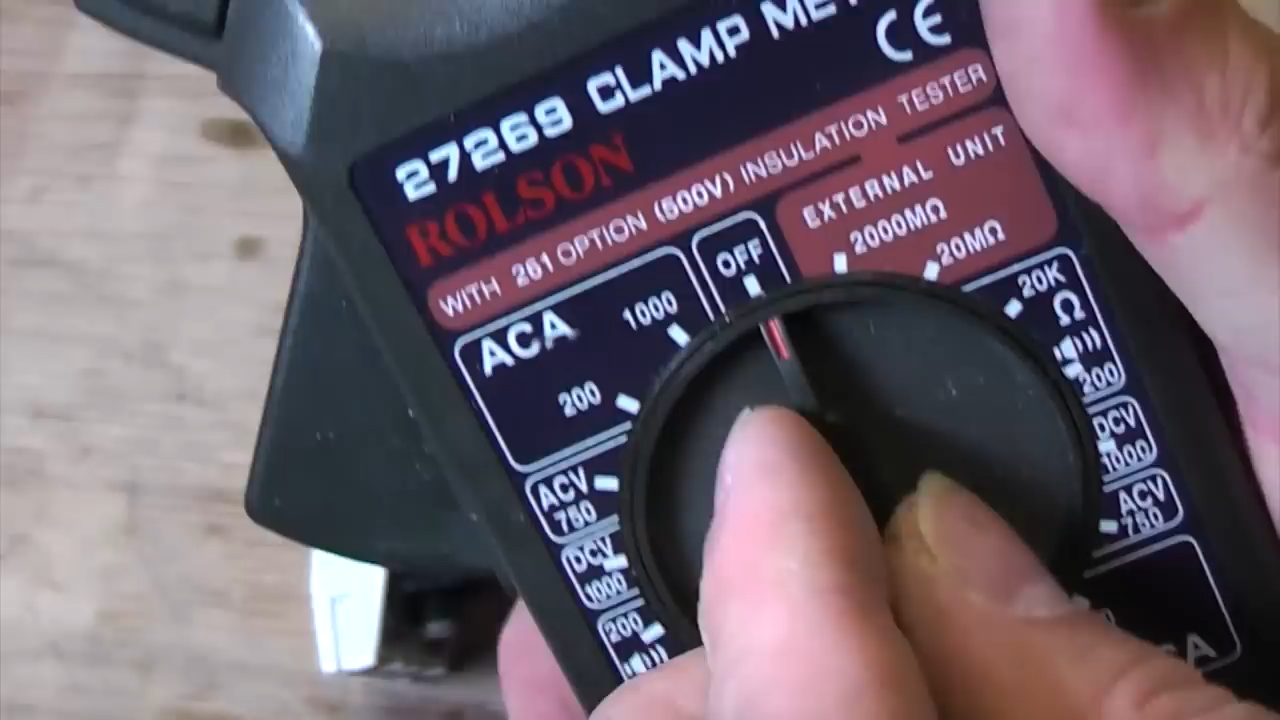 27269 CLAMP
CE
ROLSON
WITH 261 OPTION (500V) INSULATION TESTER
EXTERNAL UNIT
2000MΩ
20MΩ
OFF
ACA
1000
200
20K
Ω
200
DCV
1000
ACV
750
ACV
750
DCV
1000
200